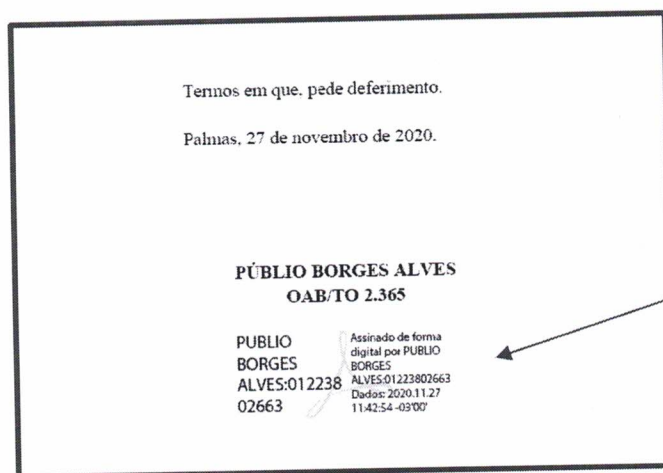 Termos em que, pede deferimento.
Palmas, 27 de novembro de 2020.
PÚBLIO BORGES ALVES
OAB/TO 2.365
PUBLIO
BORGES
ALVES:012238
02663
Assinado de forma
digital por PUBLIO
BORGES
ALVES:01223802663
Dados: 2020.11.27
11:42:54 -03'00'